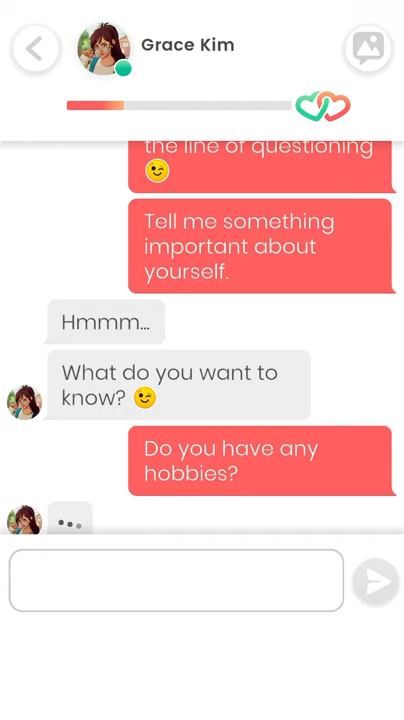 Grace Kim
the line of questioning
😉
Tell me something
important about
yourself.
Hmmm...
What do you want to
know? 😉
Do you have any
hobbies?